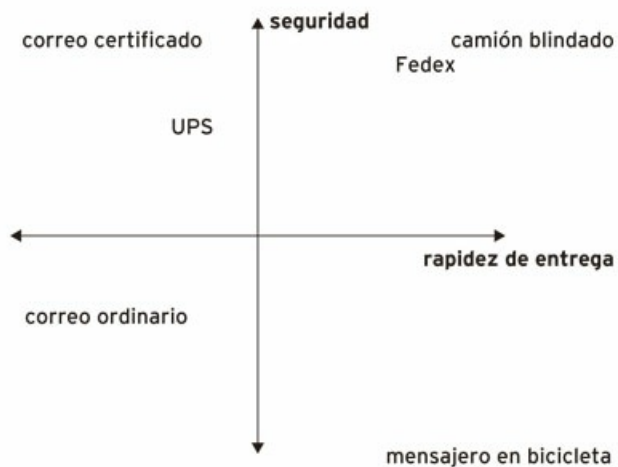 seguridad
correo certificado
camión blindado
Fedex
UPS
rapidez de entrega
correo ordinario
mensajero en bicicleta